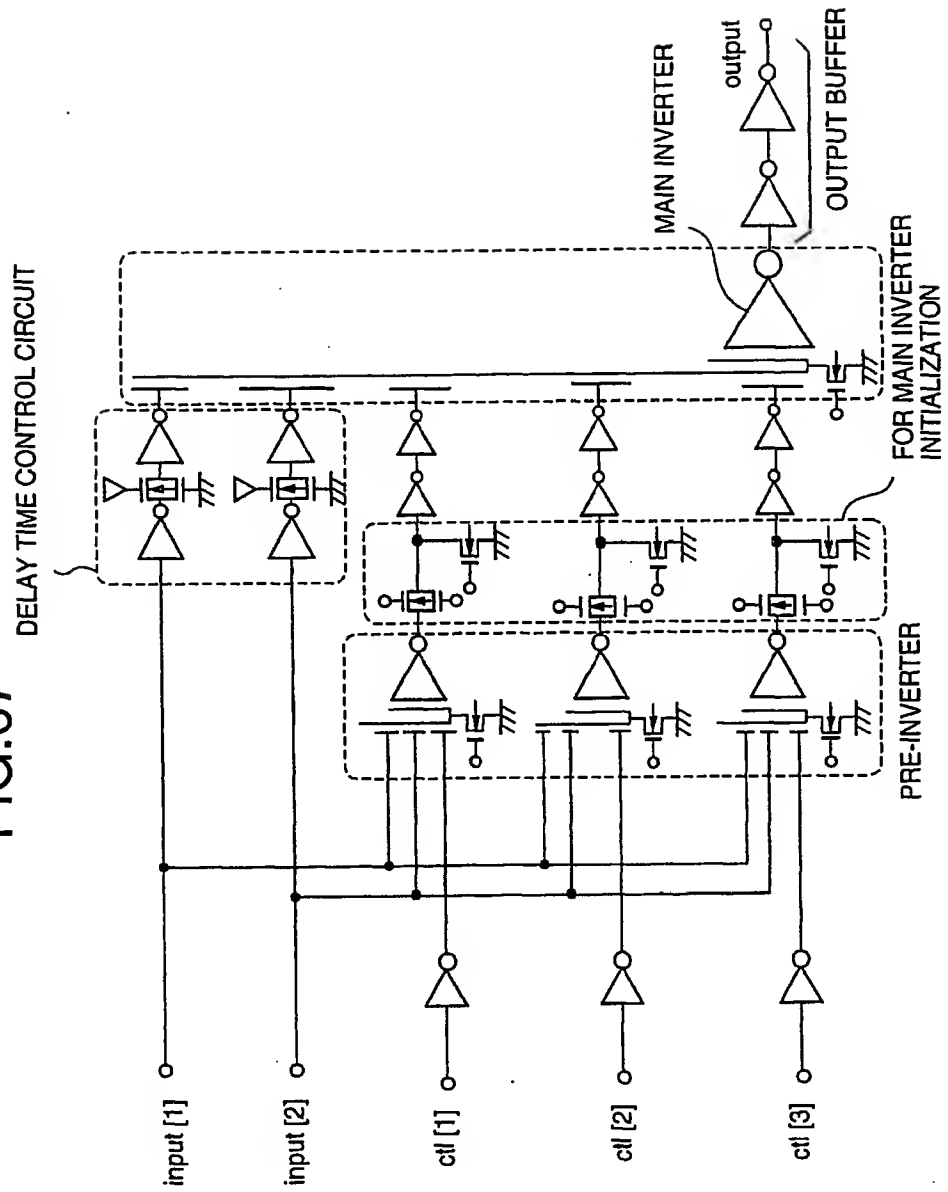 DELAY TIME CONTROL CIRCUIT
input [1]
input [2]
ctl [1]
ctl [2]
ctl [3]
PRE-INVERTER
FOR MAIN INVERTER
INITIALIZATION
MAIN INVERTER
output
OUTPUT BUFFER